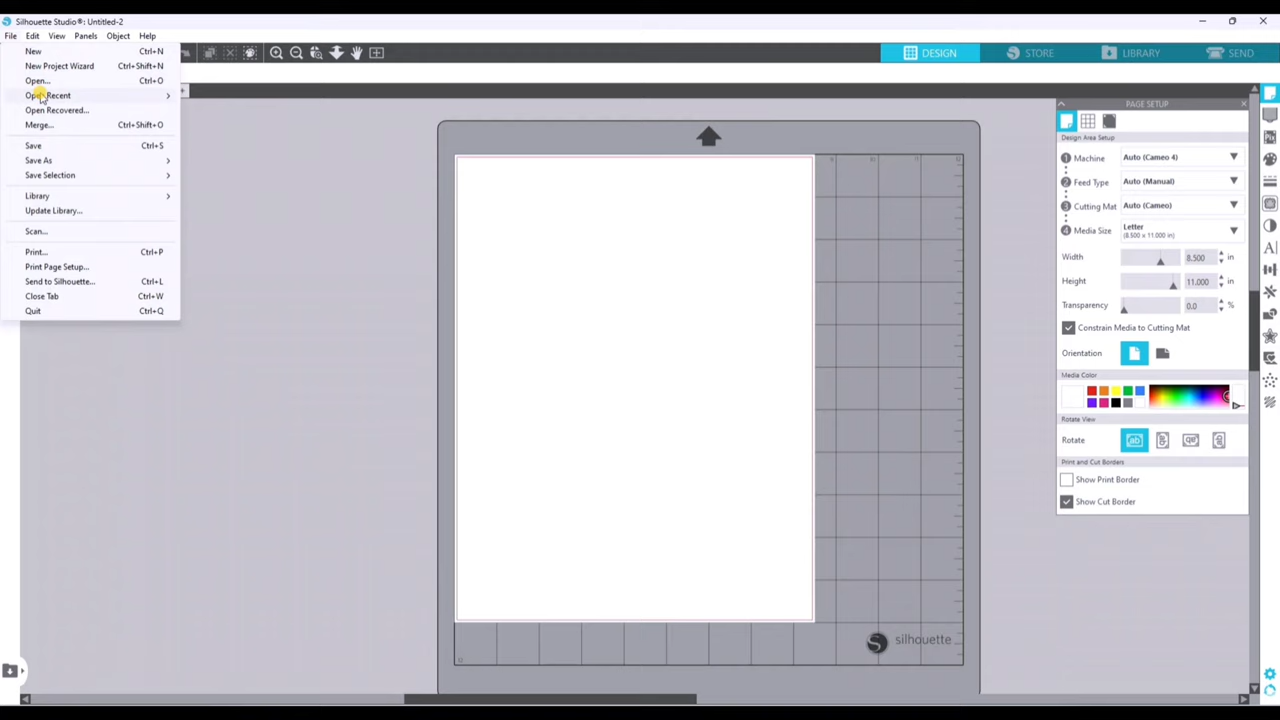 Silhouette Studio®: Untitled-2
File Edit View Panels Object Help
DESIGN STORE LIBRARY SEND
New Ctrl+N
New Project Wizard Ctrl+Shift+N
Open... Ctrl+O
Open Recent
Open Recovered...
Merge... Ctrl+Shift+O
Save Ctrl+S
Save As
Save Selection
Library
Update Library...
Scan...
Print... Ctrl+P
Print Page Setup...
Send to Silhouette... Ctrl+L
Close Tab Ctrl+W
Quit Ctrl+Q
silhouette
PAGE SETUP
Design Area Setup
1 Machine Auto (Cameo 4)
2 Feed Type Auto (Manual)
3 Cutting Mat Auto (Cameo)
4 Media Size Letter
(8.500 x 11.000 in)
Width 8.500 in
Height 11.000 in
Transparency 0.0 %
Constrain Media to Cutting Mat
Orientation
Media Color
Rotate View
Rotate
Print and Cut Borders
Show Print Border
Show Cut Border